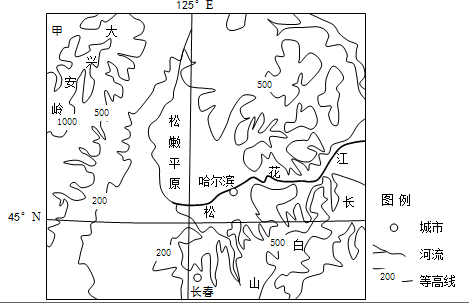 125° E
甲
大
兴
安
岭
1000
500
500
松
嫩
平
原
哈尔滨
花
江
200
45° N
松
长
200
500
白
长春
山
图例
城市
河流
200
等高线